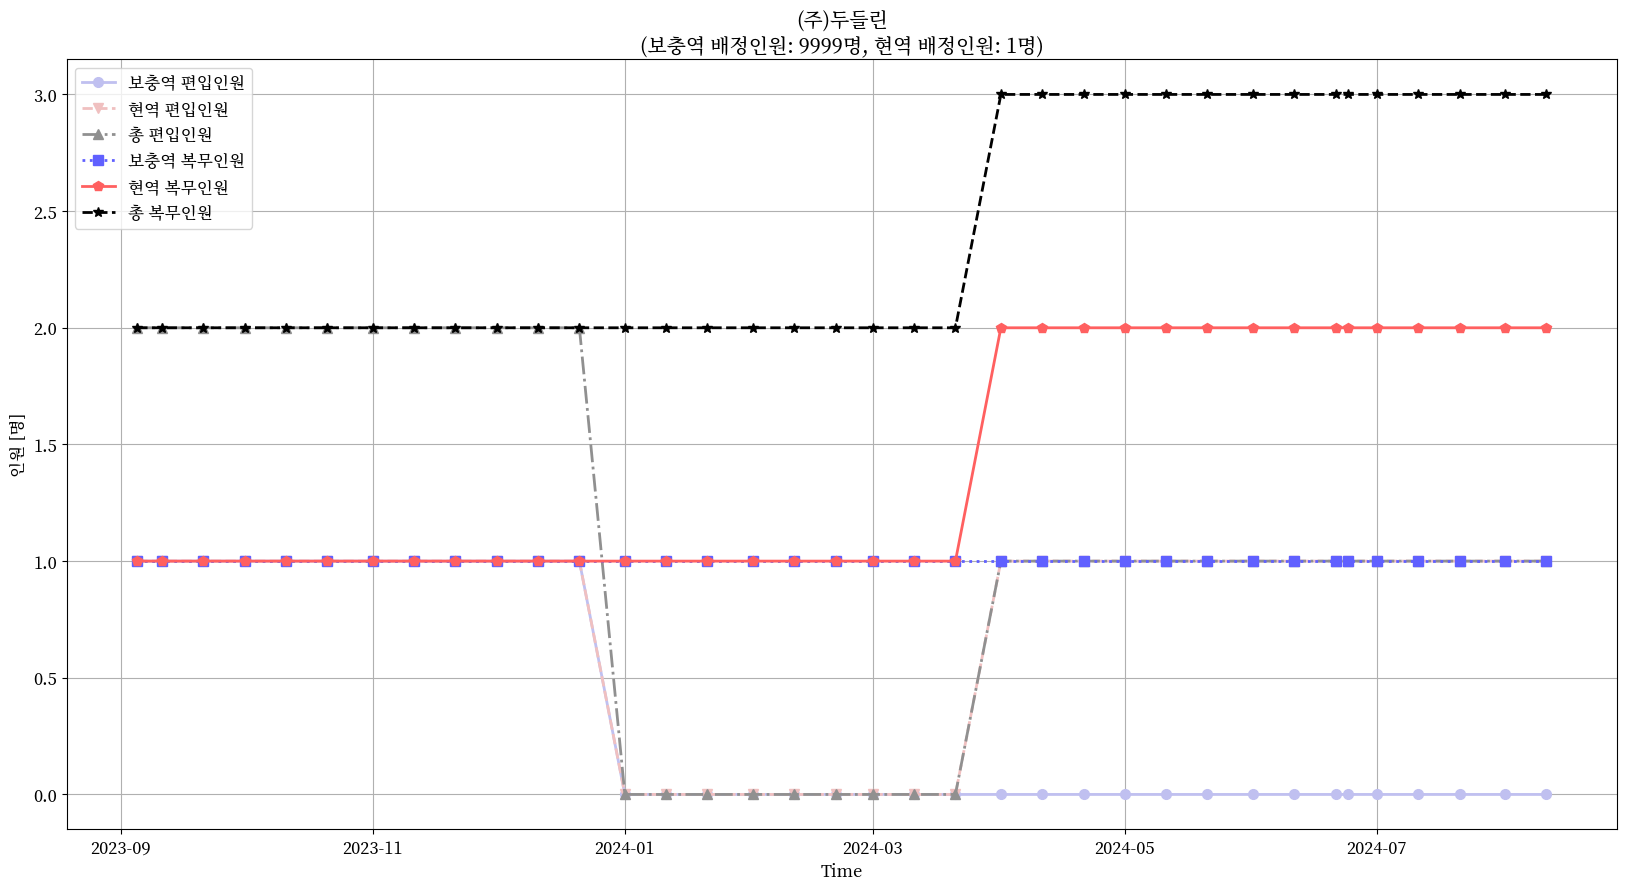 (주)두들린
(보충역 배정인원: 9999명, 현역 배정인원: 1명)
보충역 편입인원
현역 편입인원
총 편입인원
보충역 복무인원
현역 복무인원
총 복무인원
3.0
2.5
2.0
1.5
1.0
0.5
0.0
인원 [명]
2023-09
2023-11
2024-01
2024-03
2024-05
2024-07
Time